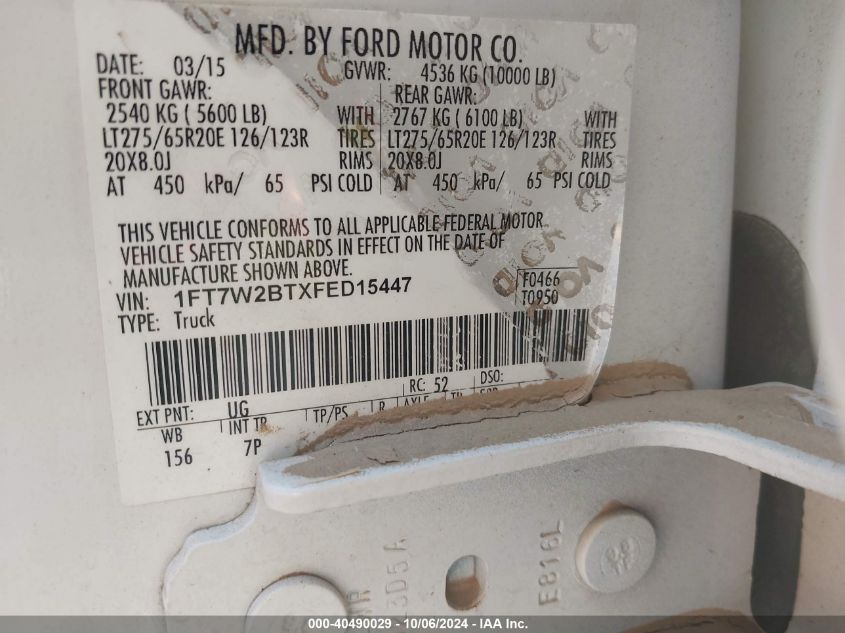 MFD. BY FORD MOTOR CO.
DATE: 03/15 GVWR: 4536 KG (10000 LB)
FRONT GAWR: REAR GAWR:
2540 KG ( 5600 LB) WITH 2767 KG ( 6100 LB) WITH
LT275/65R20E 126/123R TIRES LT275/65R20E 126/123R TIRES
20X8.0J RIMS 20X8.0J RIMS
AT 450 kPa/ 65 PSI COLD AT 450 kPa/ 65 PSI COLD
THIS VEHICLE CONFORMS TO ALL APPLICABLE FEDERAL MOTOR
VEHICLE SAFETY STANDARDS IN EFFECT ON THE DATE OF
MANUFACTURE SHOWN ABOVE.
VIN: 1FT7W2BTXFED15447
TYPE: Truck
F0466
T0950
RC: 52 DSO:
EXT PNT: UG
WB INT TR TP/PS R AXLE
156 7P
E816L
000-40490029 - 10/06/2024 - IAA Inc.